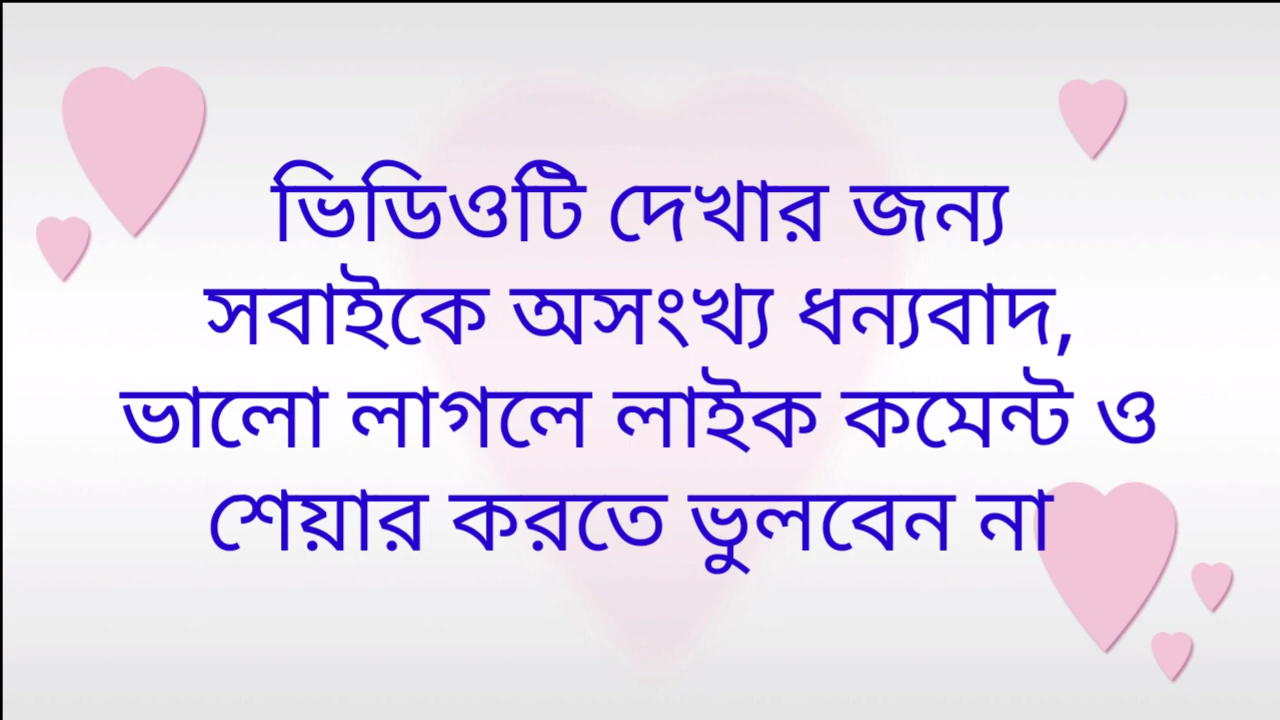 ভিডিওটি দেখার জন্য
সবাইকে অসংখ্য ধন্যবাদ,
ভালো লাগলে লাইক কমেন্ট ও
শেয়ার করতে ভুলবেন না